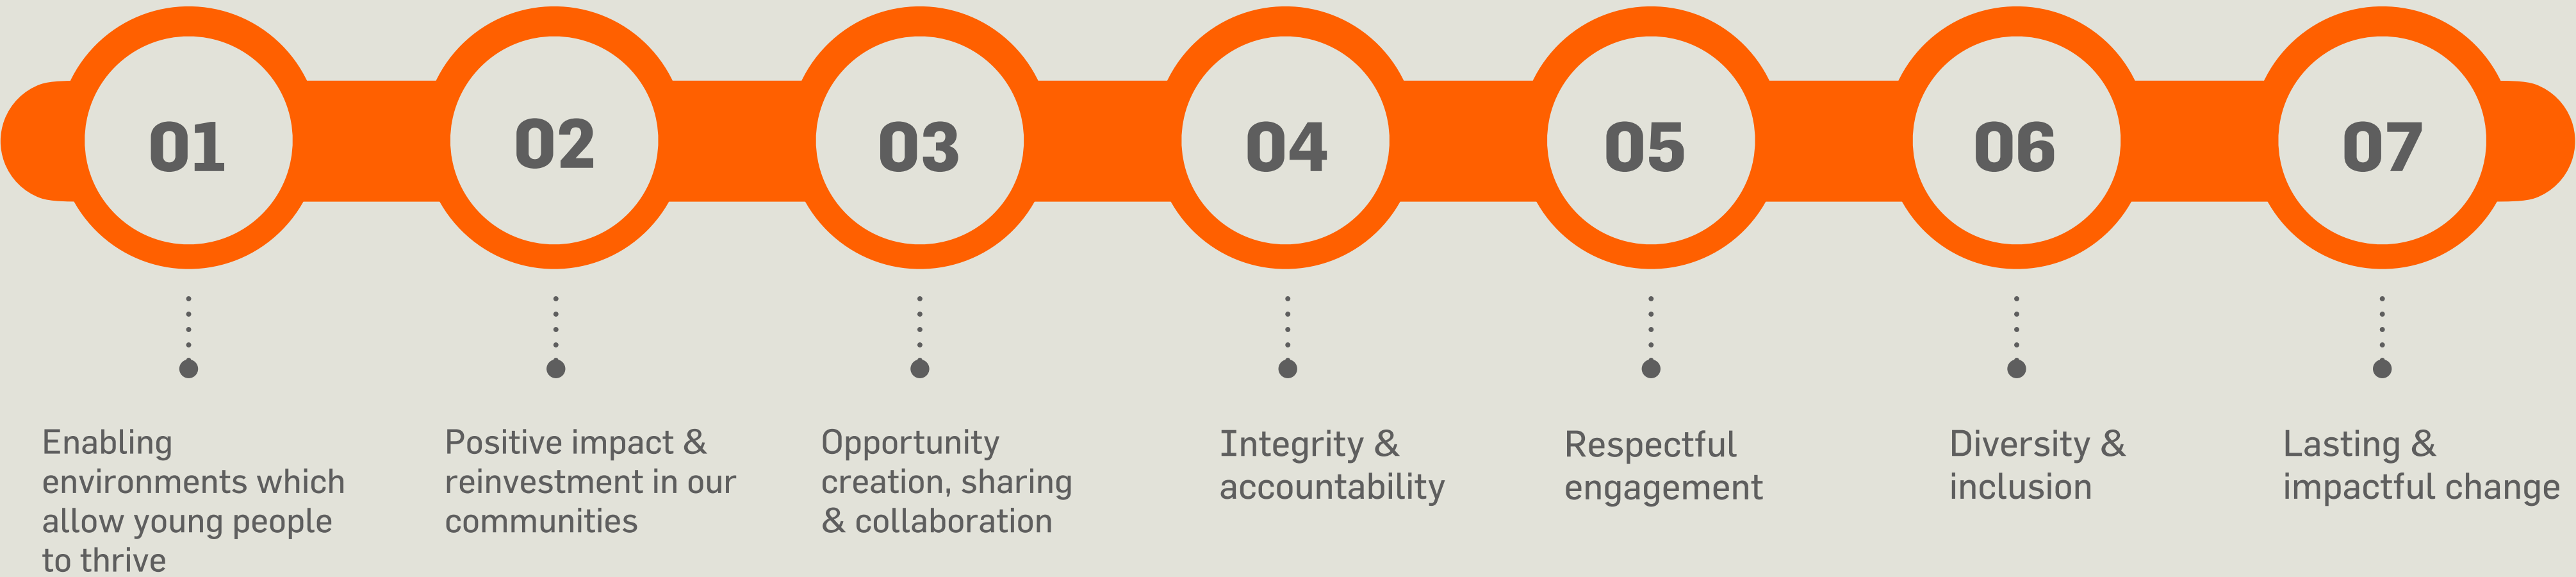 01
02
03
04
05
06
07
Enabling
environments which
allow young people
to thrive
Positive impact &
reinvestment in our
communities
Opportunity
creation, sharing
& collaboration
Integrity &
accountability
Respectful
engagement
Diversity &
inclusion
Lasting &
impactful change